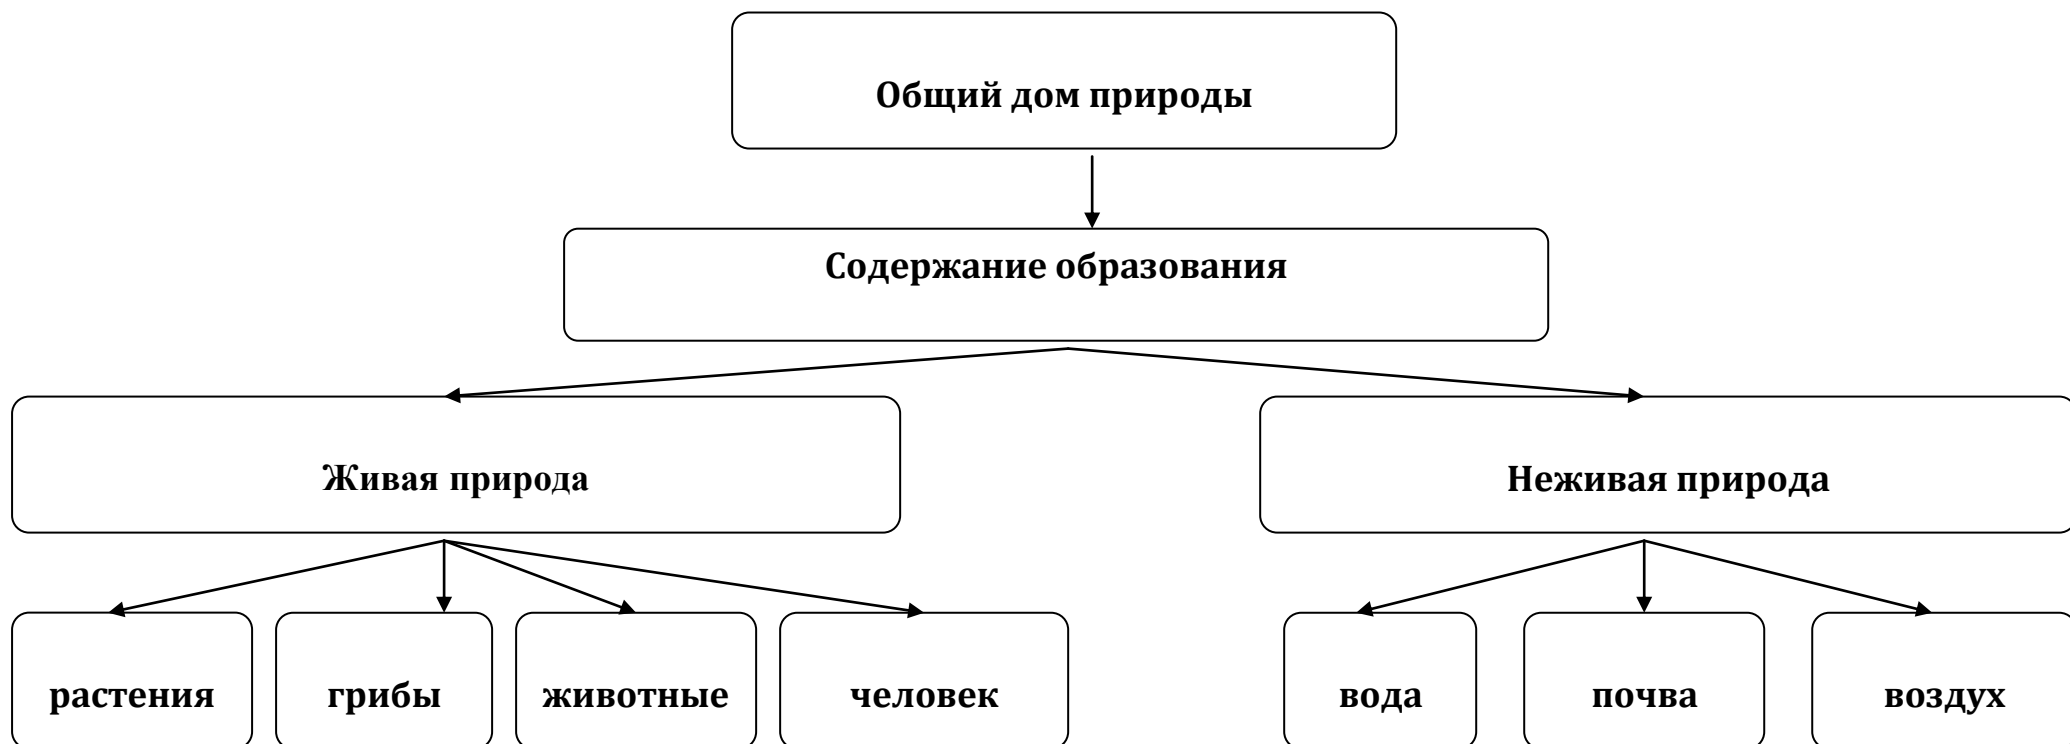 Общий дом природы
Содержание образования
Живая природа
Неживая природа
растения
грибы
животные
человек
вода
почва
воздух